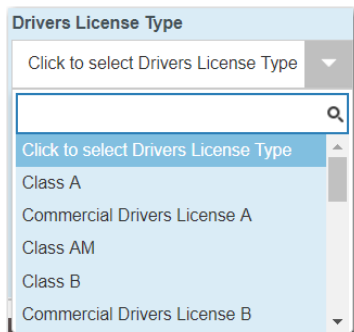 Drivers License Type
Click to select Drivers License Type
Click to select Drivers License Type
Class A
Commercial Drivers License A
Class AM
Class B
Commercial Drivers License B